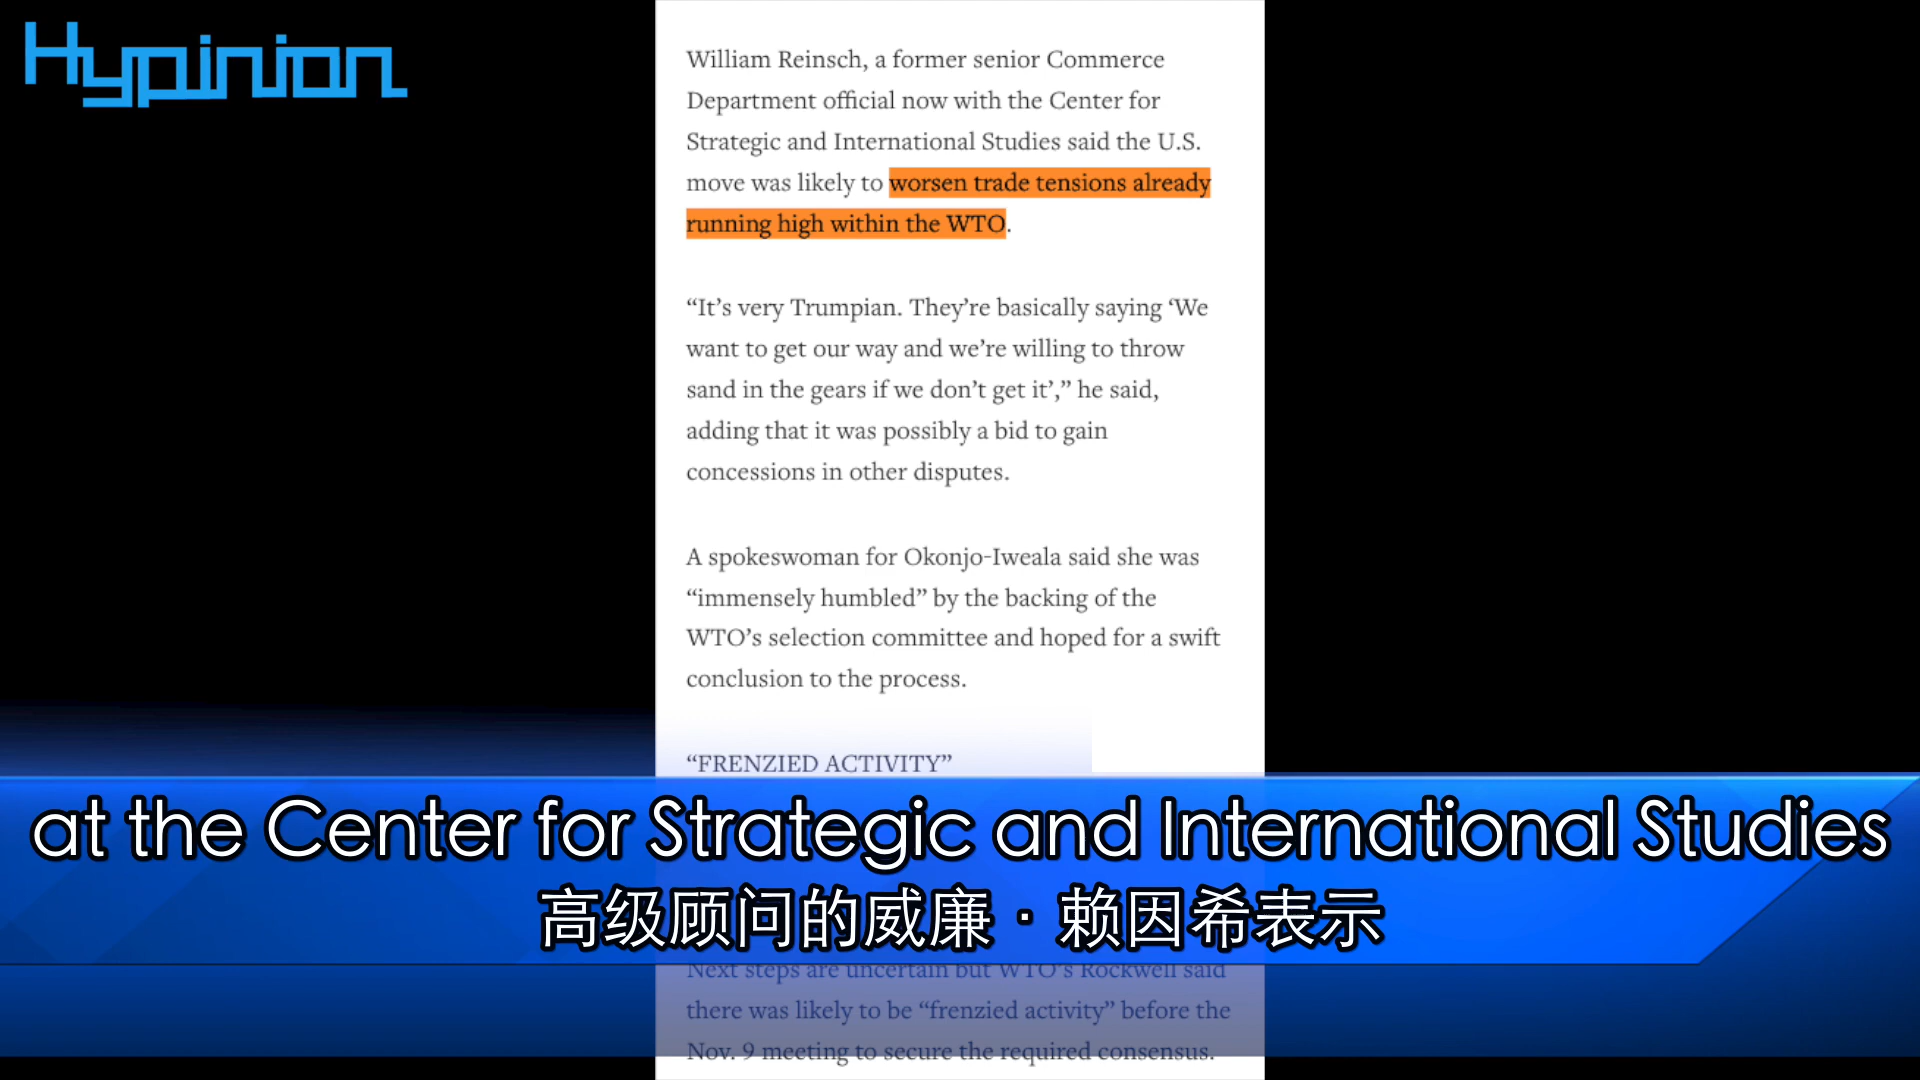 Hypinion
William Reinsch, a former senior Commerce
Department official now with the Center for
Strategic and International Studies said the U.S.
move was likely to worsen trade tensions already
running high within the WTO.
“It’s very Trumpian. They’re basically saying ‘We
want to get our way and we’re willing to throw
sand in the gears if we don’t get it’,” he said,
adding that it was possibly a bid to gain
concessions in other disputes.
A spokeswoman for Okonjo-Iweala said she was
“immensely humbled” by the backing of the
WTO’s selection committee and hoped for a swift
conclusion to the process.
“FRENZIED ACTIVITY”
at the Center for Strategic and International Studies
高级顾问的威廉·赖因希表示
Next steps are uncertain but WTO’s Rockwell said
there was likely to be “frenzied activity” before the
Nov. 9 meeting to secure the required consensus.